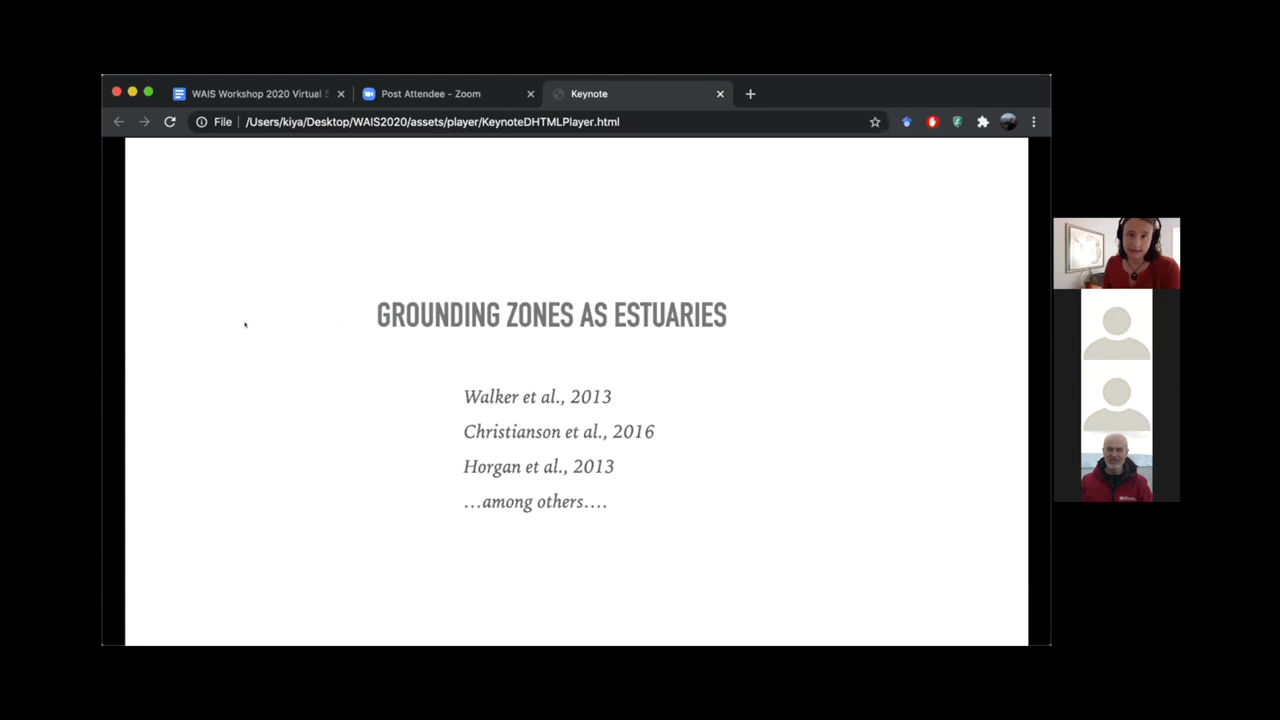 WAIS Workshop 2020 Virtual S
Post Attendee - Zoom
Keynote
File
/Users/kiya/Desktop/WAIS2020/assets/player/KeynoteDHTMLPlayer.html
GROUNDING ZONES AS ESTUARIES
Walker et al., 2013
Christianson et al., 2016
Horgan et al., 2013
...among others....